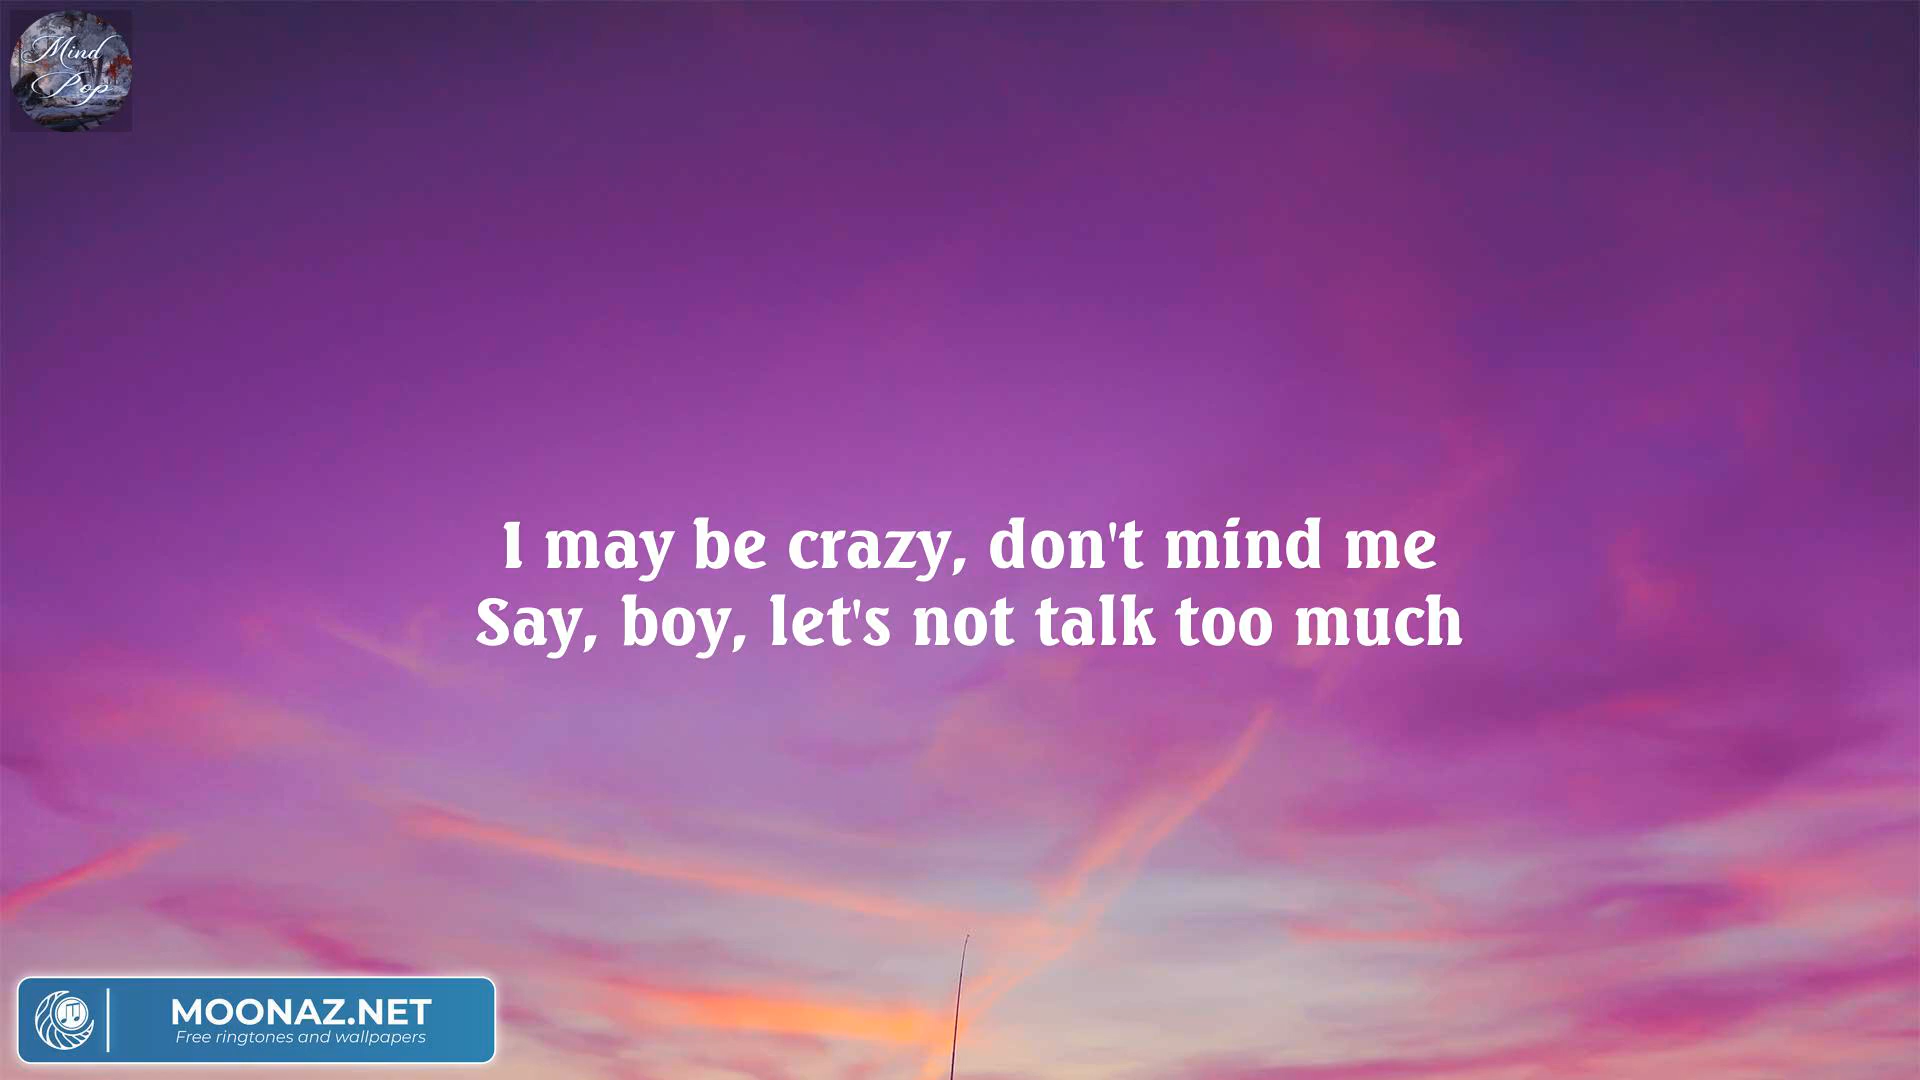 Mind
Pop
I may be crazy, don't mind me
Say, boy, let's not talk too much
MOONAZ.NET
Free ringtones and wallpapers